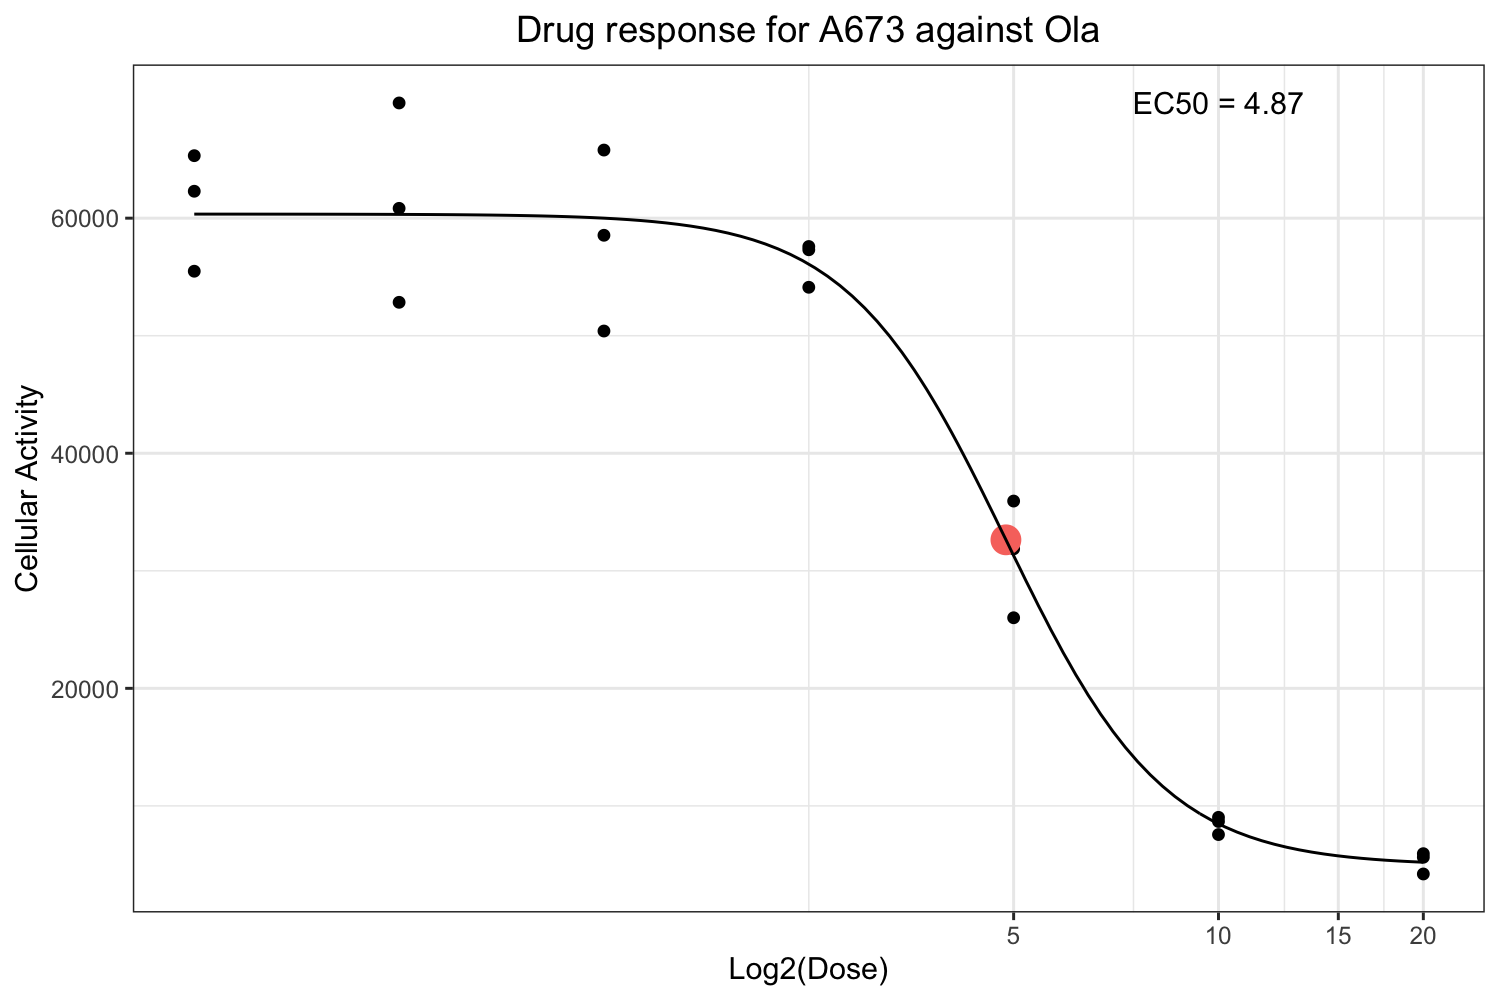 Drug response for A673 against Ola
EC50 = 4.87
Cellular Activity
60000
40000
20000
5 10 15 20
Log2(Dose)